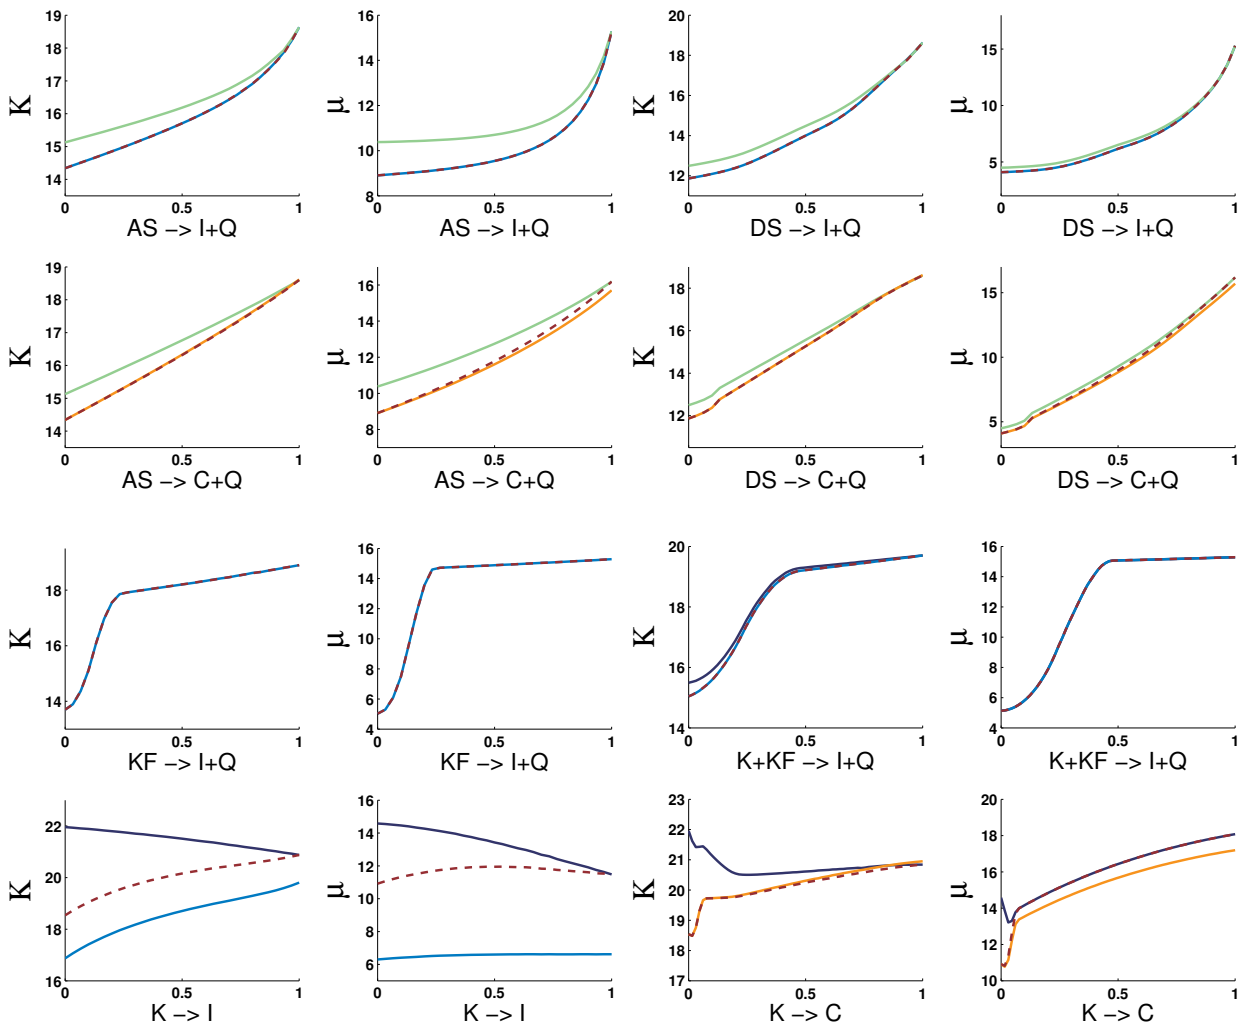 19
18
17
16
15
14
K
0 0.5 1
AS –> I+Q
16
14
12
10
8
μ
0 0.5 1
AS –> I+Q
20
18
16
14
12
K
0 0.5 1
DS –> I+Q
15
10
5
μ
0 0.5 1
DS –> I+Q
19
18
17
16
15
14
K
0 0.5 1
AS –> C+Q
16
14
12
10
8
μ
0 0.5 1
AS –> C+Q
18
16
14
12
K
0 0.5 1
DS –> C+Q
15
10
5
μ
0 0.5 1
DS –> C+Q
18
16
14
K
0 0.5 1
KF –> I+Q
16
14
12
10
8
6
4
μ
0 0.5 1
KF –> I+Q
20
18
16
14
K
0 0.5 1
K+KF –> I+Q
16
14
12
10
8
6
4
μ
0 0.5 1
K+KF –> I+Q
22
20
18
16
K
0 0.5 1
K –> I
16
14
12
10
8
6
μ
0 0.5 1
K –> I
23
22
21
20
19
18
17
K
0 0.5 1
K –> C
20
18
16
14
12
10
μ
0 0.5 1
K –> C